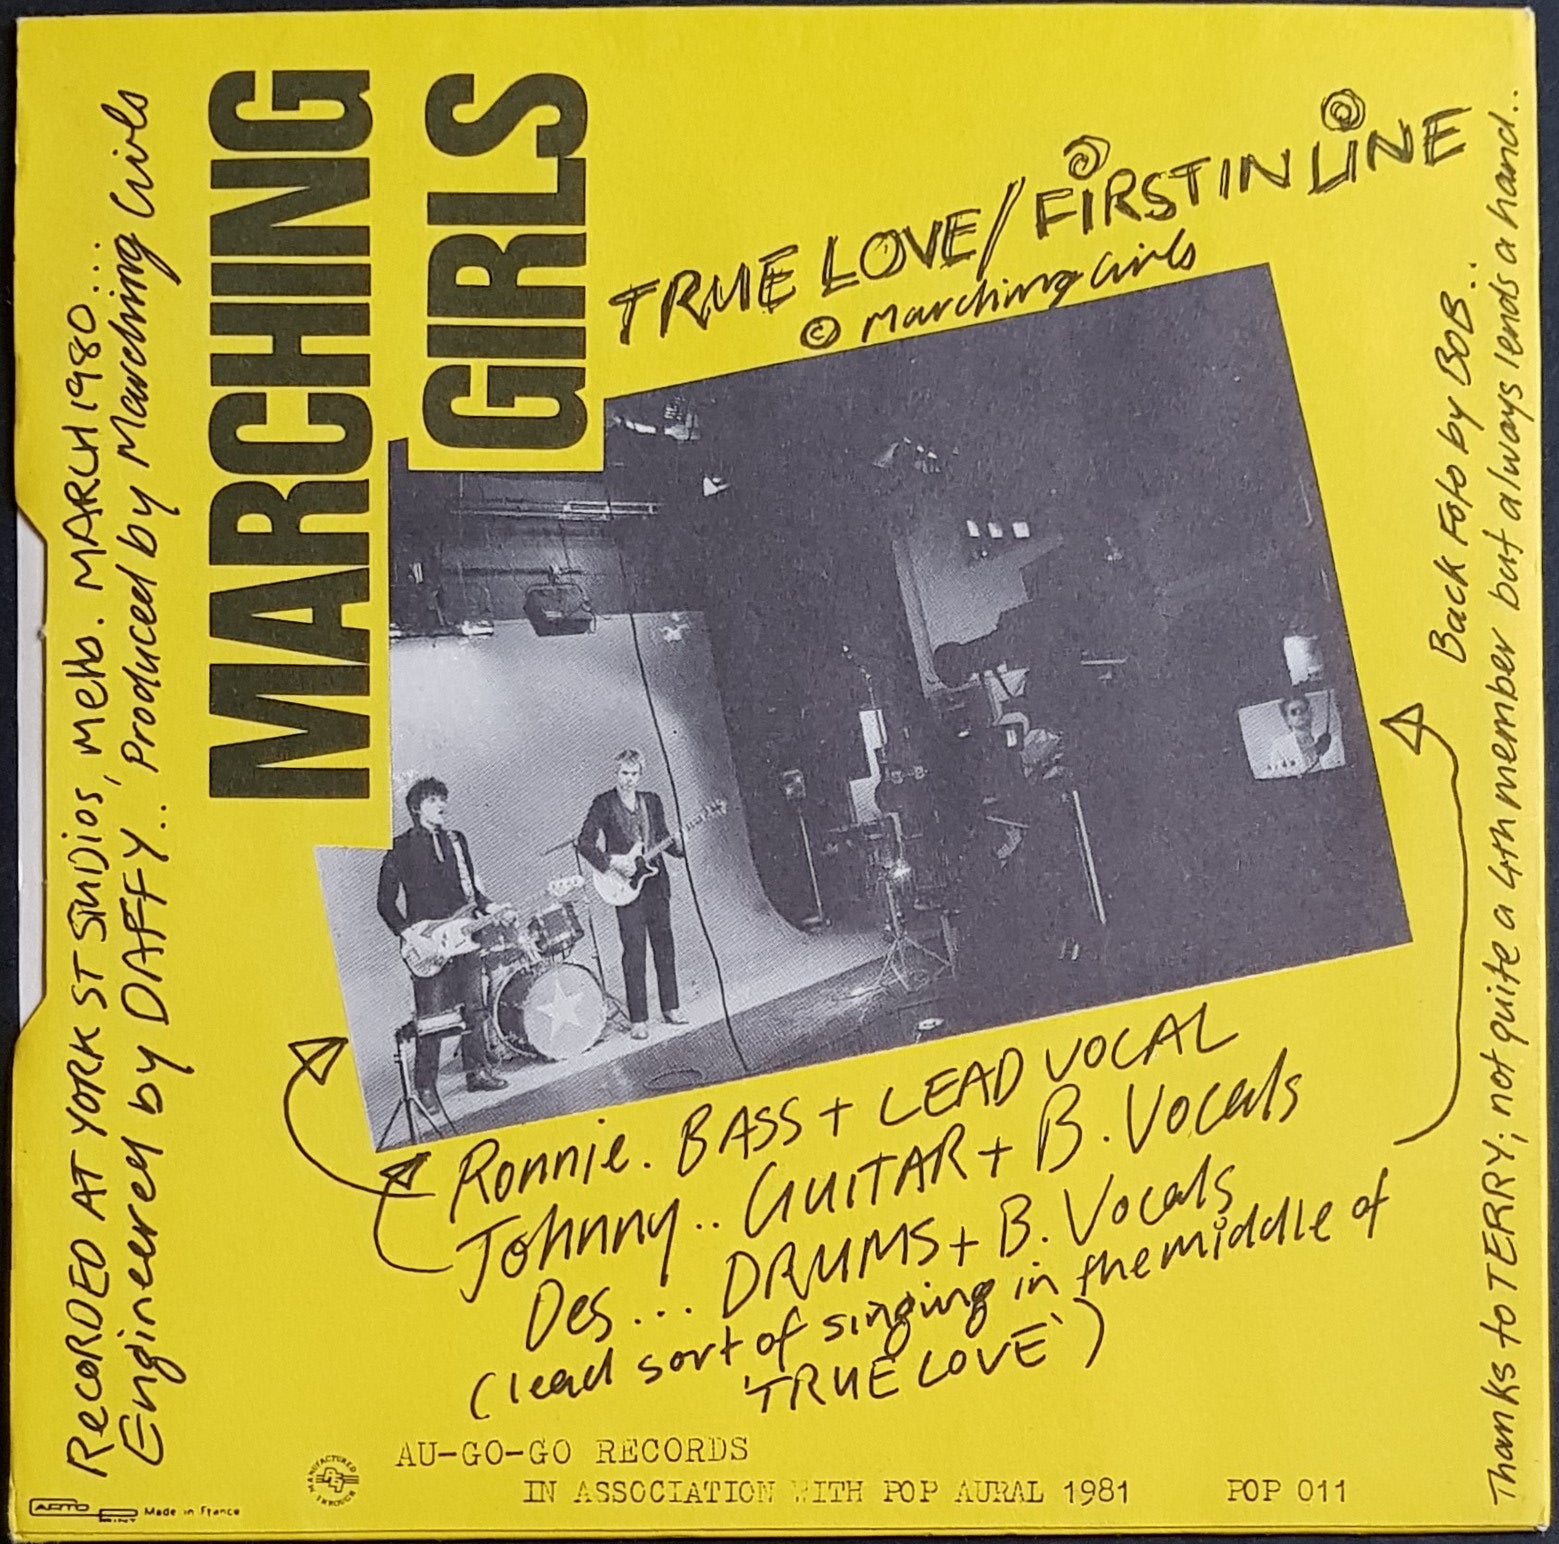 RECORDED AT YORK ST STUDIOS, Melb. MARCH 1980...
Engineered by DAFFY.. Produced by Marching Girls
MARCHING
GIRLS
TRUE LOVE/FIRST IN LINE
© Marching Girls
Back Foto by BOB..
Thanks to TERRY; not quite a 4th member but always lends a hand..
Ronnie. BASS + LEAD VOCAL
Johnny.. GUITAR + B. Vocals
Des... DRUMS + B. Vocals
(lead sort of singing in the middle of
'TRUE LOVE')
AU-GO-GO RECORDS
IN ASSOCIATION WITH POP AURAL 1981 POP 011
MANUFACTURED THROUGH
Made in France